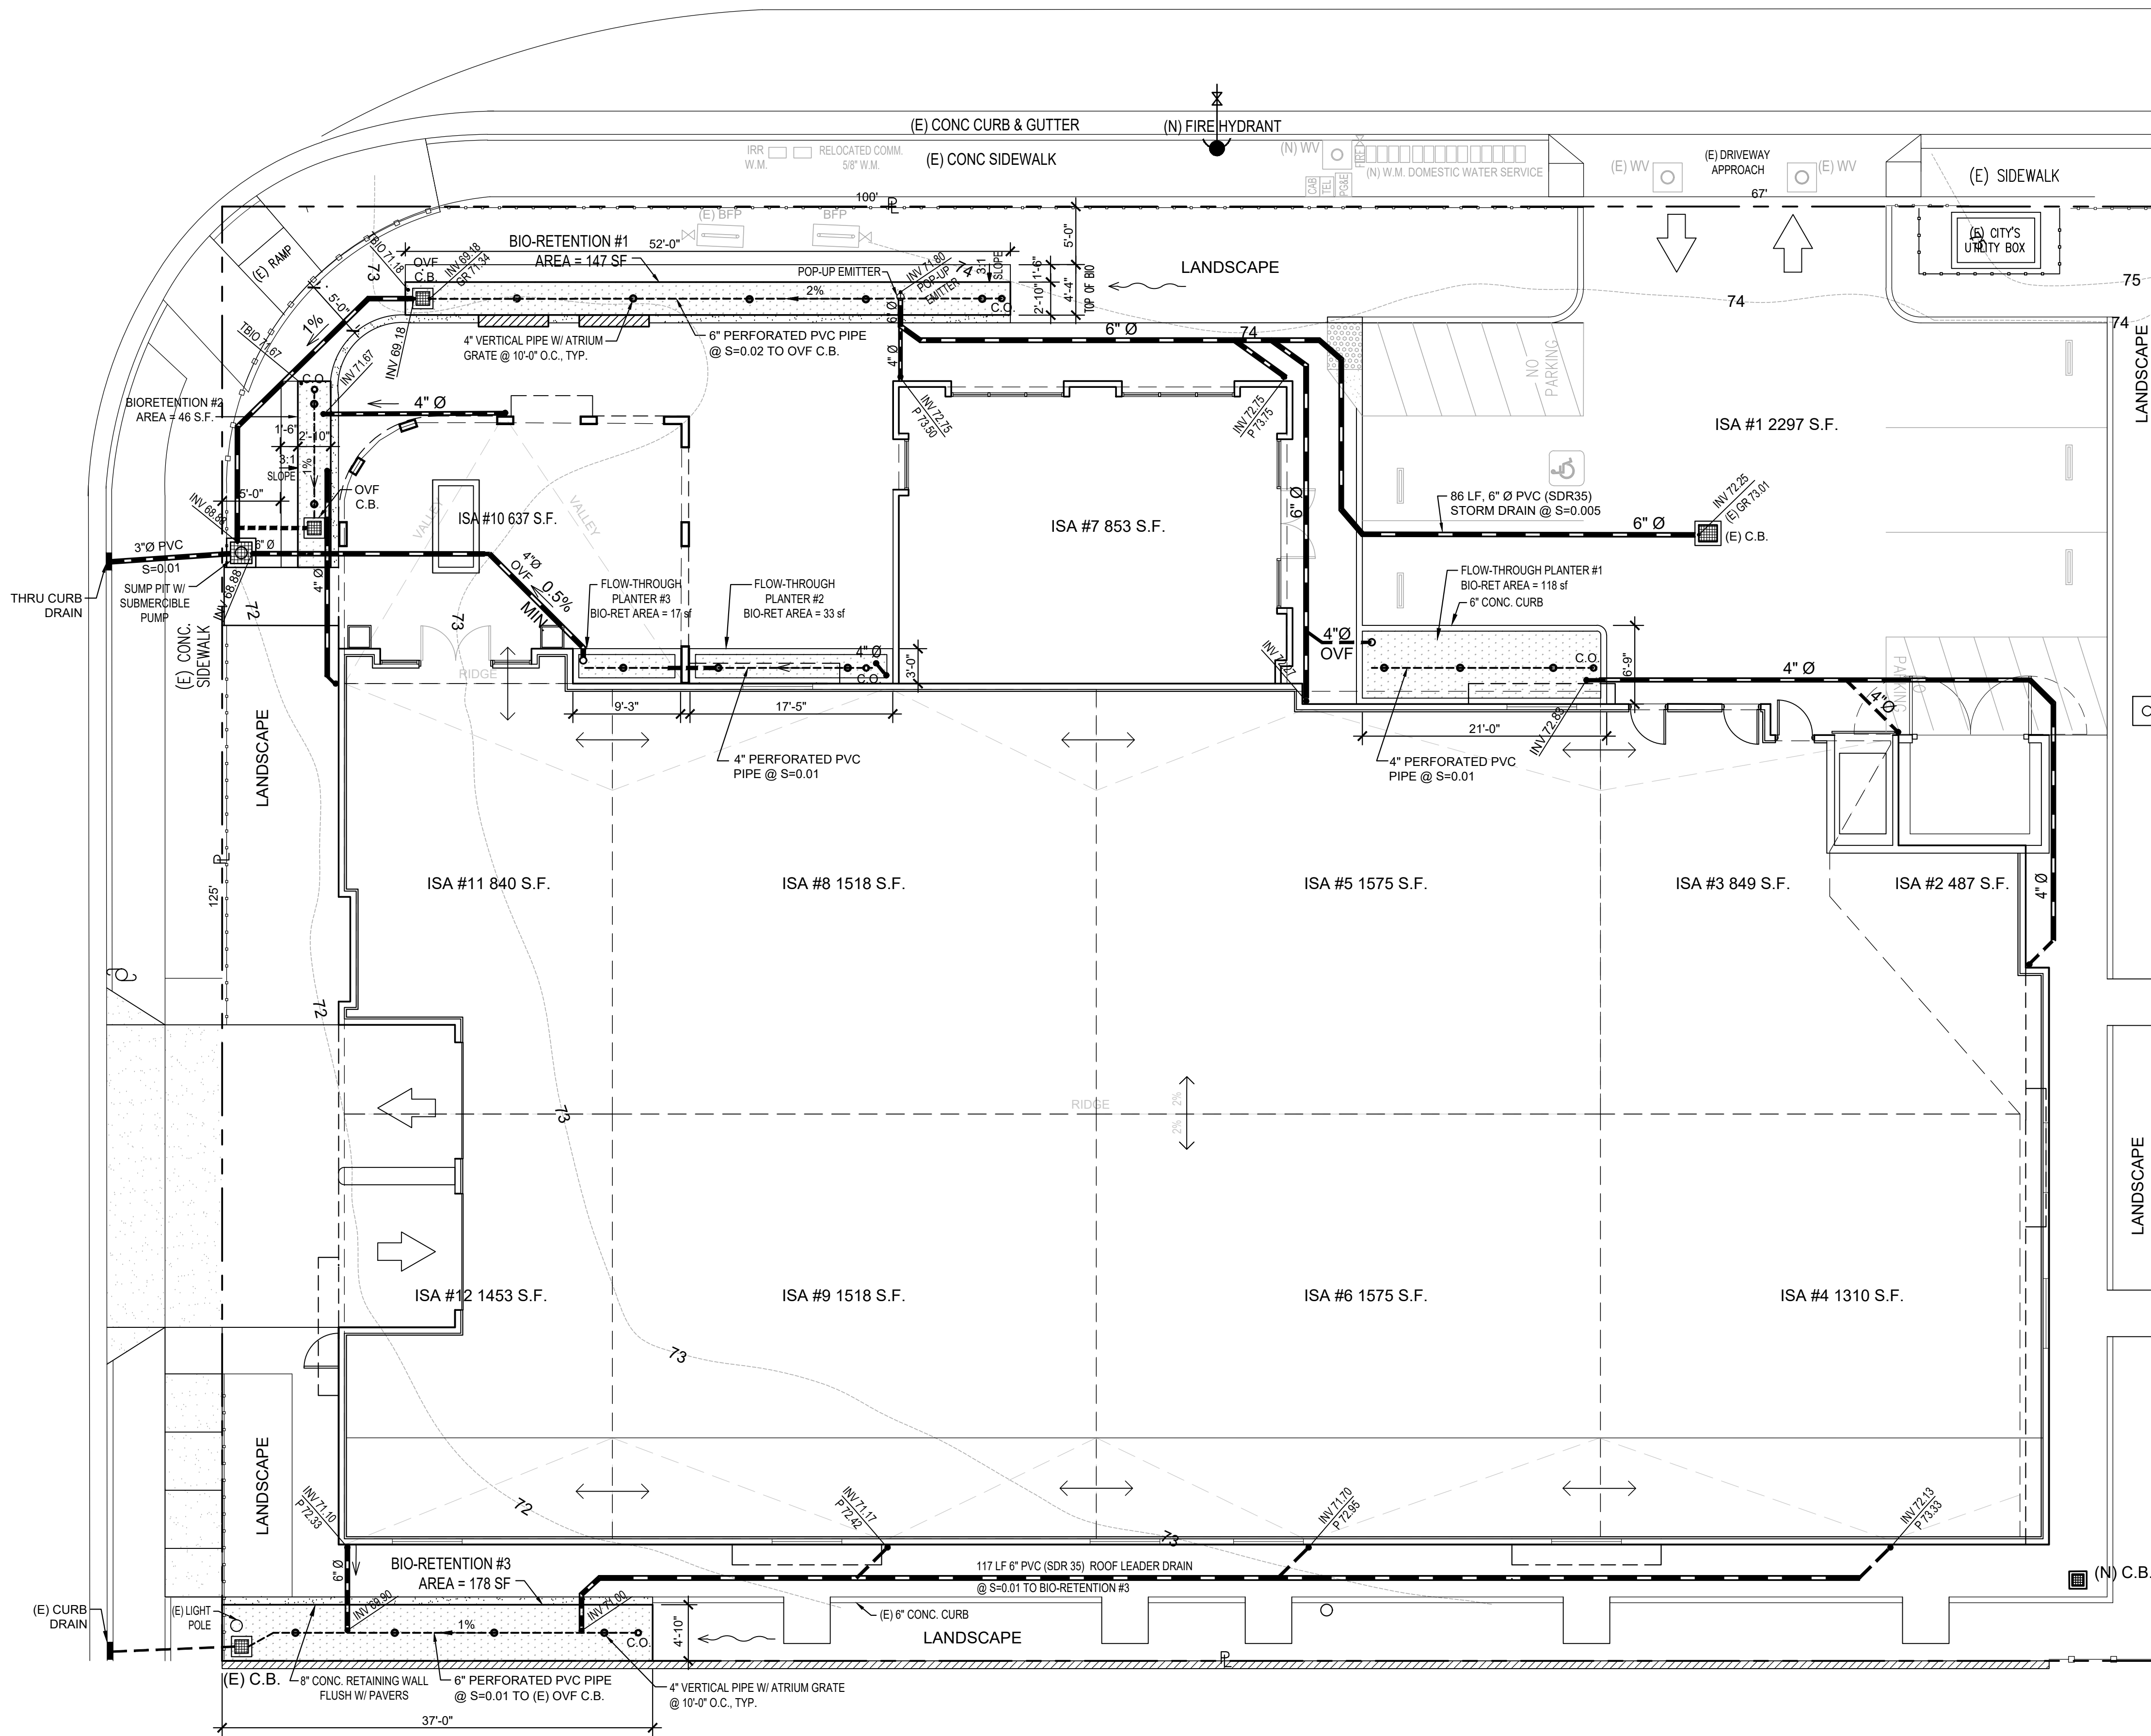 (E) CONC CURB & GUTTER
(N) FIRE HYDRANT
(E) CONC SIDEWALK
IRR
W.M.
RELOCATED COMM.
5/8" W.M.
(N) WV
FIRE
(N) W.M. DOMESTIC WATER SERVICE
CAB
TEL
PG&E
(E) WV
(E) DRIVEWAY
APPROACH
(E) WV
(E) SIDEWALK
100'
PL
67'
(E) BFP
BFP
(E) CITY'S
UTILITY BOX
BIO-RETENTION #1
AREA = 147 SF
52'-0"
5'-0"
1'-6"
4'-4"
2'-10"
TOP OF BIO
3:1
SLOPE
LANDSCAPE
74
75
74
74
74
73
(E) RAMP
TBIO 71.18
OVF
C.B.
INV 69.18
GR 71.34
POP-UP EMITTER
INV 71.80
POP-UP
EMITTER
2%
C.O.
6" Ø
4" Ø
6" Ø
5'-0"
1%
TBIO 71.67
INV 71.67
INV 69.18
4" VERTICAL PIPE W/ ATRIUM
GRATE @ 10'-0" O.C., TYP.
6" PERFORATED PVC PIPE
@ S=0.02 TO OVF C.B.
C.O.
BIORETENTION #2
AREA = 46 S.F.
4" Ø
1'-6"
2'-10"
3:1
SLOPE
1%
5'-0"
OVF
C.B.
INV 72.75
P 73.50
INV 72.75
P 73.75
NO
PARKING
ISA #1 2297 S.F.
LANDSCAPE
VALLEY
VALLEY
ISA #10 637 S.F.
ISA #7 853 S.F.
6" Ø
86 LF, 6" Ø PVC (SDR35)
STORM DRAIN @ S=0.005
6" Ø
INV 72.25
(E) GR 73.01
(E) C.B.
3"Ø PVC
S=0.01
6" Ø
SUMP PIT W/
SUBMERCIBLE
PUMP
INV 68.88
THRU CURB
DRAIN
4" Ø
72
73
4"Ø
OVF
0.5%
MIN.
FLOW-THROUGH
PLANTER #3
BIO-RET AREA = 17 sf
FLOW-THROUGH
PLANTER #2
BIO-RET AREA = 33 sf
FLOW-THROUGH PLANTER #1
BIO-RET AREA = 118 sf
6" CONC. CURB
(E) CONC.
SIDEWALK
RIDGE
4" Ø
C.O.
3'-0"
4"Ø
OVF
C.O.
6'-9"
4" Ø
4"Ø
NO
PARKING
9'-3"
17'-5"
21'-0"
INV 72.83
4" PERFORATED PVC
PIPE @ S=0.01
4" PERFORATED PVC
PIPE @ S=0.01
LANDSCAPE
PL
125'
ISA #11 840 S.F.
ISA #8 1518 S.F.
ISA #5 1575 S.F.
ISA #3 849 S.F.
ISA #2 487 S.F.
4" Ø
72
73
RIDGE
2% 2%
LANDSCAPE
ISA #12 1453 S.F.
ISA #9 1518 S.F.
ISA #6 1575 S.F.
ISA #4 1310 S.F.
73
LANDSCAPE
72
73
INV 71.10
P 72.33
INV 71.17
P 72.42
INV 71.70
P 72.95
INV 72.13
P 73.33
6" Ø
BIO-RETENTION #3
AREA = 178 SF
117 LF 6" PVC (SDR 35) ROOF LEADER DRAIN
@ S=0.01 TO BIO-RETENTION #3
(N) C.B.
(E) CURB
DRAIN
(E) LIGHT
POLE
INV 69.90
INV 71.00
1%
C.O.
4'-10"
(E) 6" CONC. CURB
LANDSCAPE
PL
(E) C.B.
8" CONC. RETAINING WALL
FLUSH W/ PAVERS
6" PERFORATED PVC PIPE
@ S=0.01 TO (E) OVF C.B.
4" VERTICAL PIPE W/ ATRIUM GRATE
@ 10'-0" O.C., TYP.
37'-0"